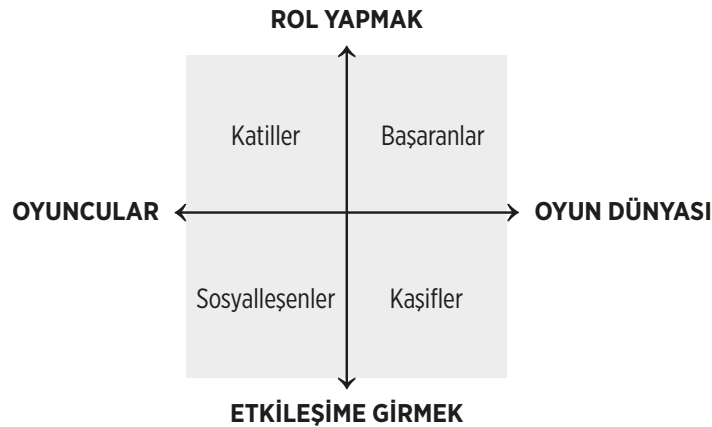 ROL YAPMAK
Katiller
Başaranlar
OYUNCULAR
OYUN DÜNYASI
Sosyalleşenler
Kaşifler
ETKİLEŞİME GİRMEK